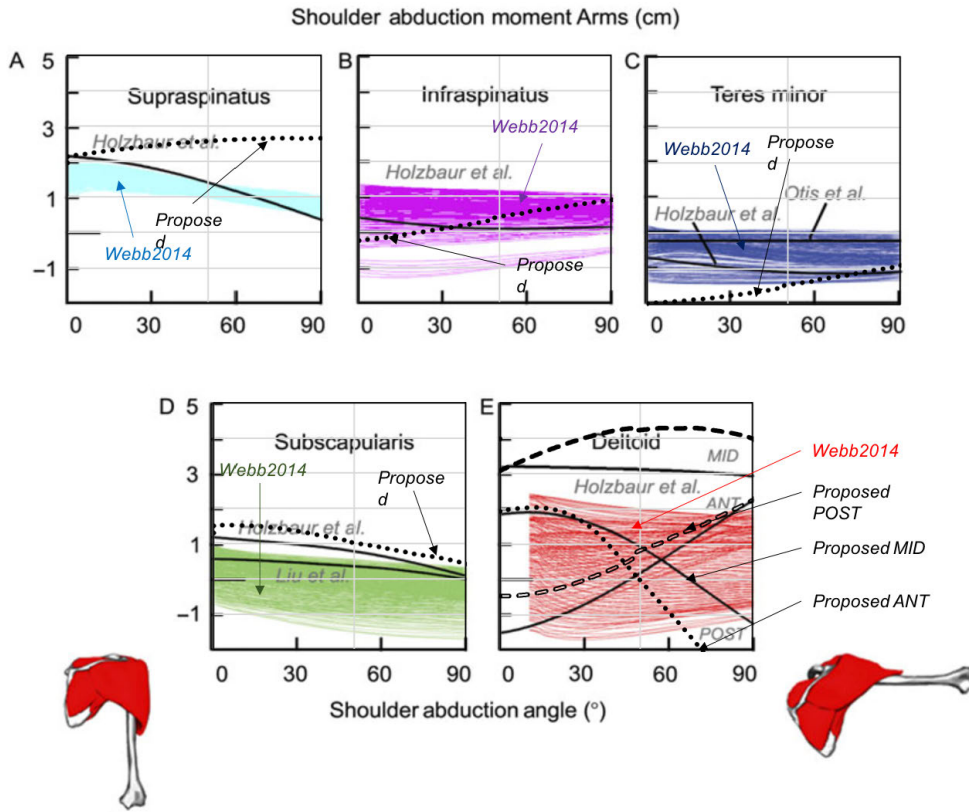 Shoulder abduction moment Arms (cm)
A
5
3
1
−1
Supraspinatus
Holzbaur et al.
Propose
d
Webb2014
0
30
60
90
B
Infraspinatus
Webb2014
Holzbaur et al.
Propose
d
0
30
60
90
C
Teres minor
Webb2014
Propose
d
Otis et al.
Holzbaur et al.
0
30
60
90
D
5
3
1
−1
Subscapularis
Webb2014
Propose
d
Holzbaur et al.
Liu et al.
0
30
60
90
E
Deltoid
MID
Webb2014
Holzbaur et al.
ANT
Proposed
POST
Proposed MID
Proposed ANT
POST
0
30
60
90
Shoulder abduction angle (°)